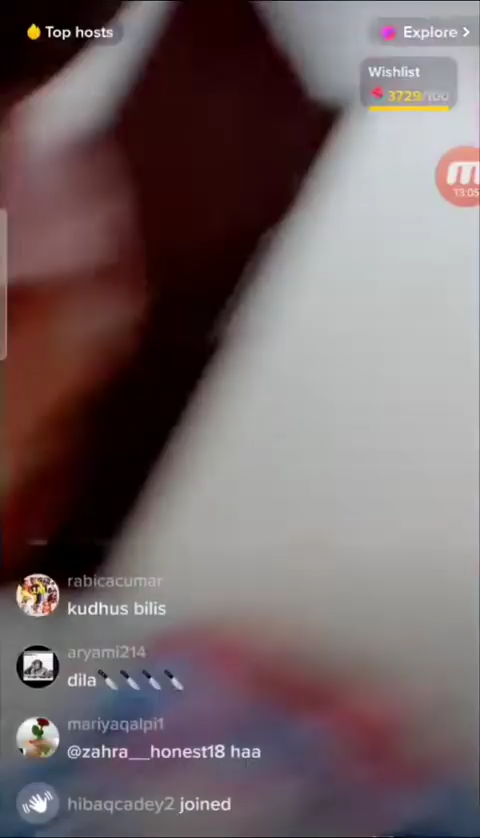 Top hosts
Explore >
Wishlist
3729/100
13:05
rabicacumar
kudhus bilis
aryami214
dila🔪🔪🔪🔪
mariyaqalpi1
@zahra__honest18 haa
hibaqcadey2 joined